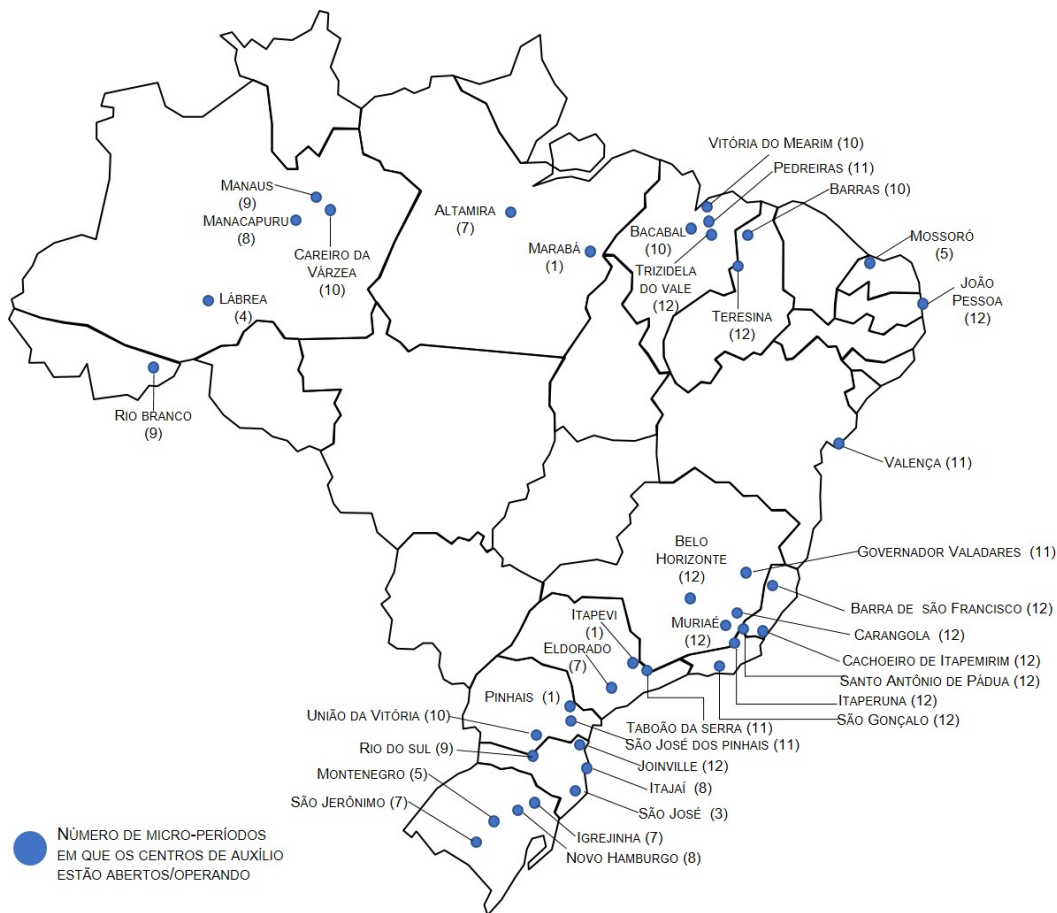 Vitória do Mearim (10)
Pedreiras (11)
Barras (10)
Manaus
(9)
Manacapuru
(8)
Careiro da
Várzea
(10)
Altamira
(7)
Marabá
(1)
Bacabal
(10)
Trizidela
do vale
(12)
Teresina
(12)
Mossoró
(5)
João
Pessoa
(12)
Lábrea
(4)
Rio branco
(9)
Valença (11)
Belo
Horizonte
(12)
Governador Valadares (11)
Barra de são Francisco (12)
Itapevi
(1)
Muriaé
(12)
Carangola (12)
Eldorado
(7)
Cachoeiro de Itapemirim (12)
Santo Antônio de Pádua (12)
Pinhais (1)
Itaperuna (12)
São Gonçalo (12)
União da Vitória (10)
Taboão da serra (11)
São José dos pinhais (11)
Rio do sul (9)
Joinville (12)
Montenegro (5)
Itajaí (8)
São Jerônimo (7)
São José (3)
Igrejinha (7)
Novo Hamburgo (8)
Número de micro-períodos
em que os centros de auxílio
estão abertos/operando